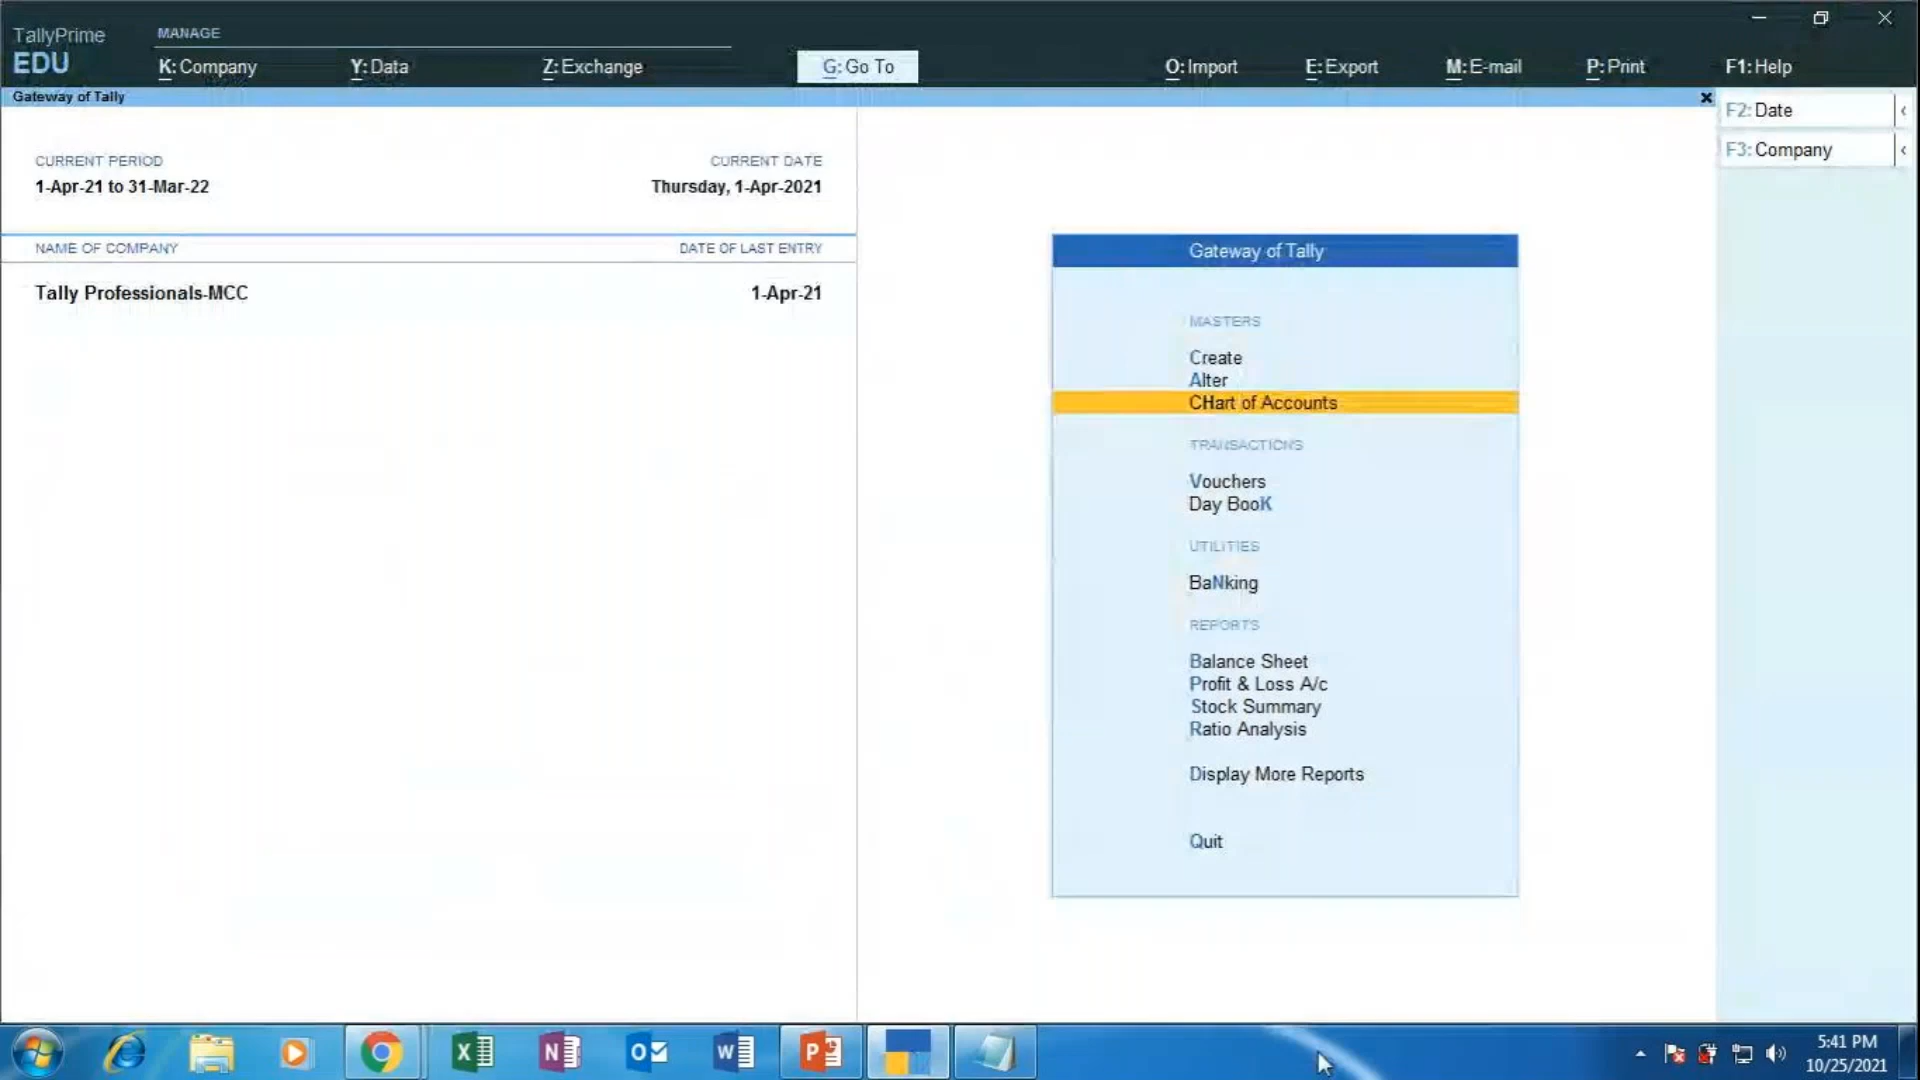 TallyPrime
EDU
MANAGE
K: Company
Y: Data
Z: Exchange
G: Go To
O: Import
E: Export
M: E-mail
P: Print
F1: Help
Gateway of Tally
F2: Date
F3: Company
CURRENT PERIOD
CURRENT DATE
1-Apr-21 to 31-Mar-22
Thursday, 1-Apr-2021
NAME OF COMPANY
DATE OF LAST ENTRY
Tally Professionals-MCC
1-Apr-21
Gateway of Tally
MASTERS
Create
Alter
CHart of Accounts
TRANSACTIONS
Vouchers
Day BooK
UTILITIES
BaNking
REPORTS
Balance Sheet
Profit & Loss A/c
Stock Summary
Ratio Analysis
Display More Reports
Quit
5:41 PM
10/25/2021